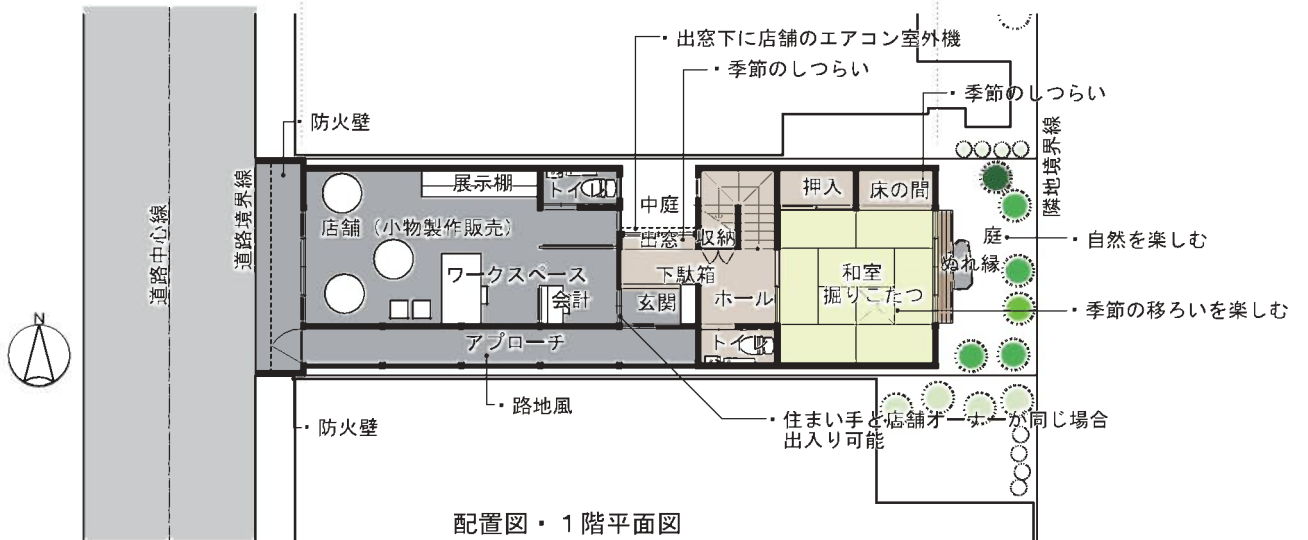 ・出窓下に店舗のエアコン室外機
・季節のしつらい
・季節のしつらい
・防火壁
道路中心線
道路境界線
隣地境界線
展示棚
トイレ
中庭
押入
床の間
店舗（小物製作販売）
出窓
収納
庭
・自然を楽しむ
ワークスペース
下駄箱
和室
ぬれ縁
会計
玄関
ホール
掘りこたつ
・季節の移ろいを楽しむ
N
アプローチ
トイレ
・路地風
・防火壁
・住まい手と店舗オーナーが同じ場合
出入り可能
配置図・1階平面図